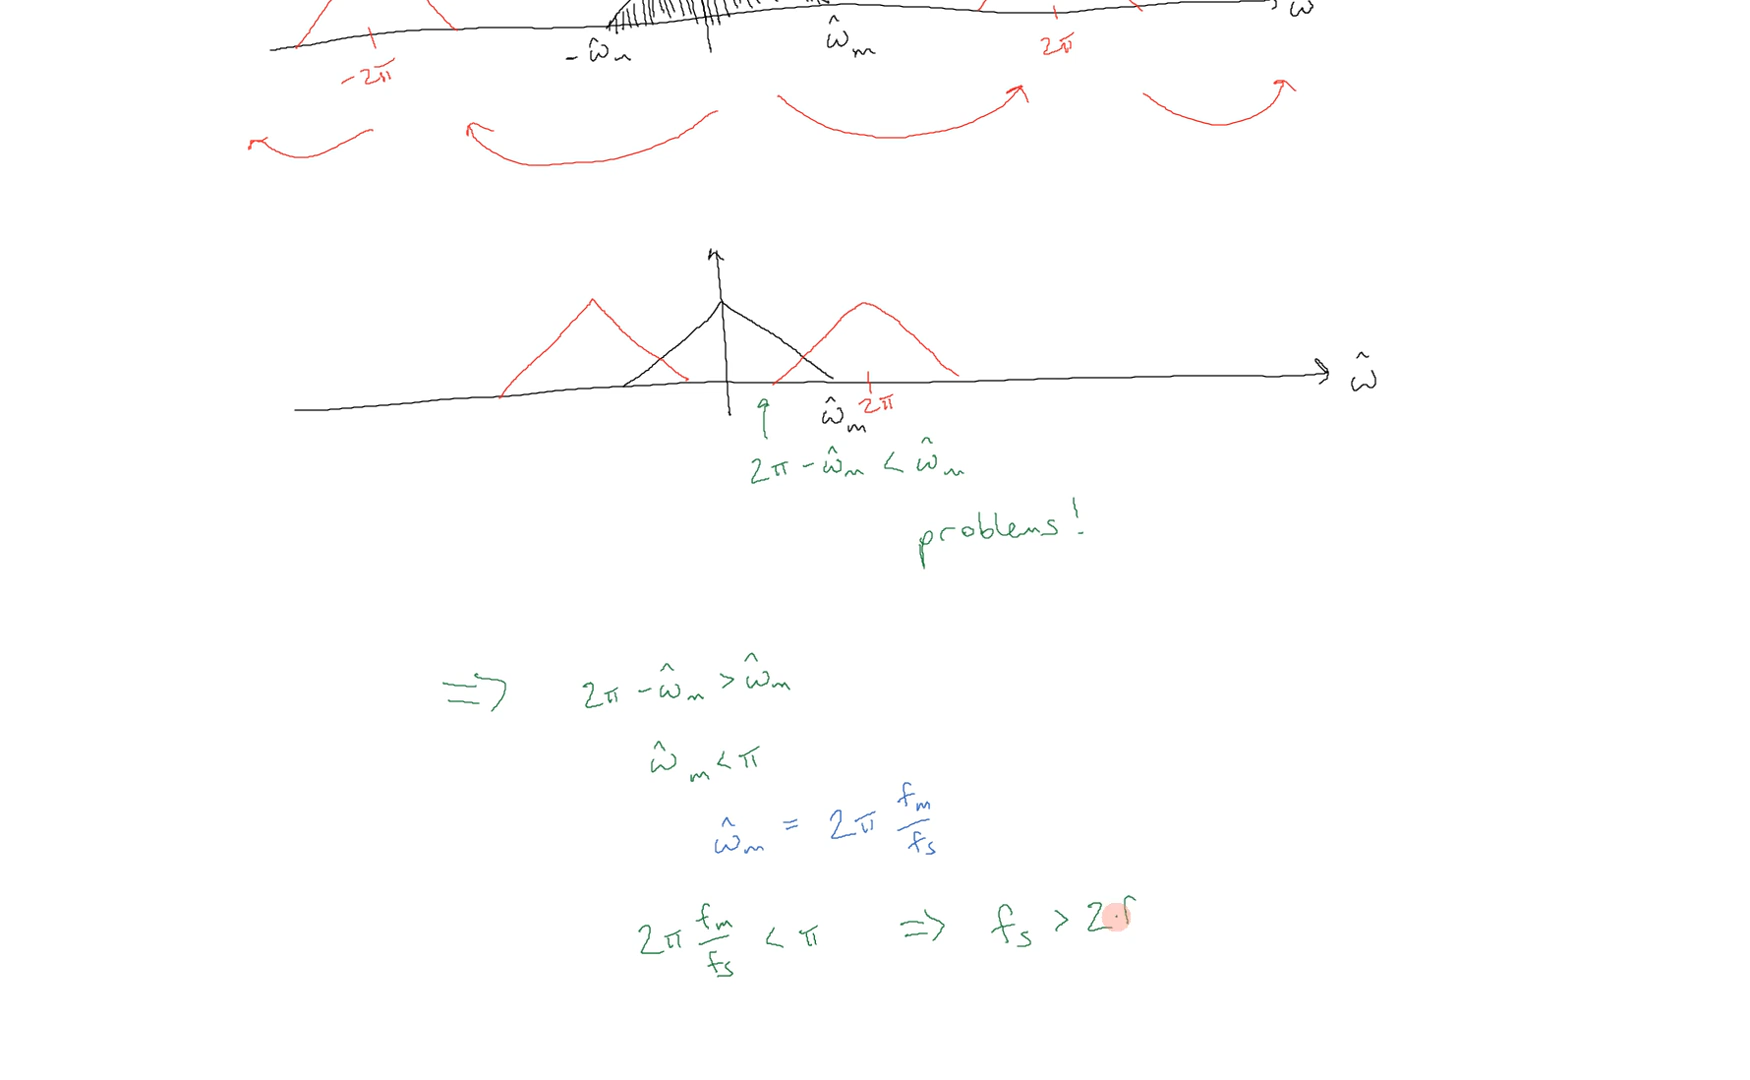 ω̂
-ω̂m
ω̂m
2π
-2π
ω̂
ω̂m 2π
2π - ω̂m < ω̂m
problems!
=> 2π - ω̂m > ω̂m
ω̂m < π
ω̂m = 2π fm/fs
2π fm/fs < π => fs > 2 f